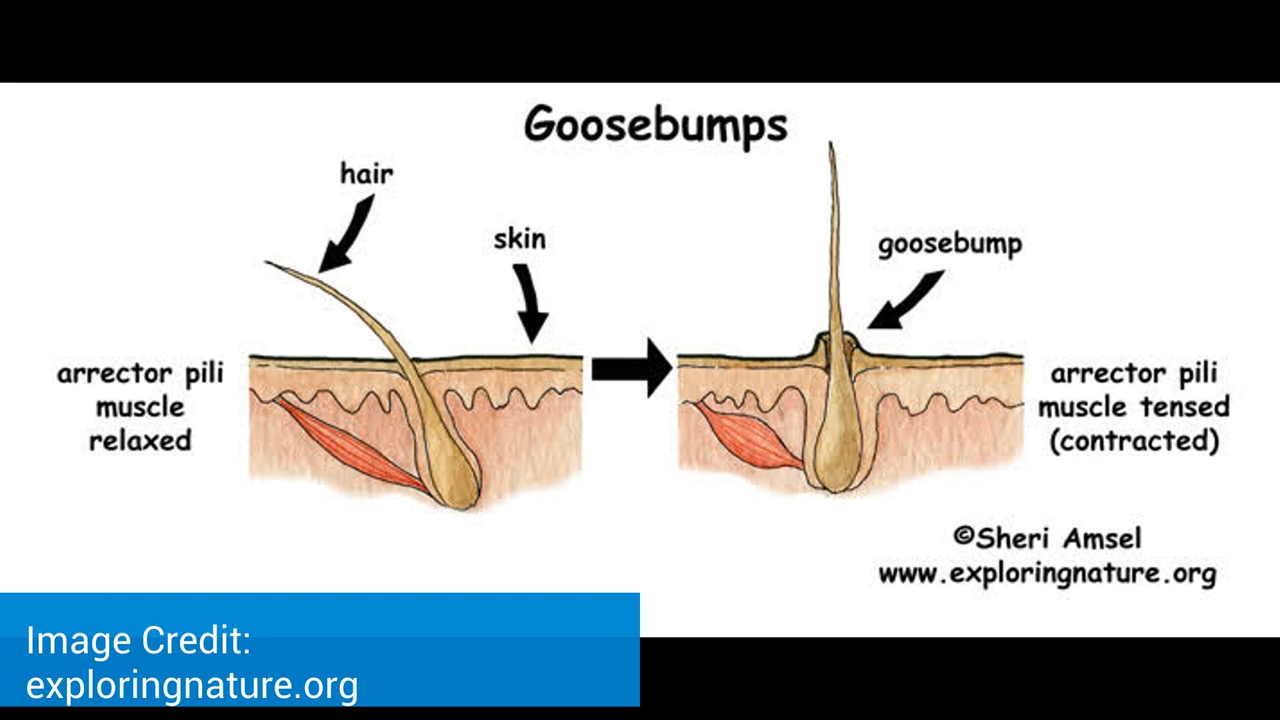 Goosebumps
hair
skin
goosebump
arrector pili
muscle
relaxed
arrector pili
muscle tensed
(contracted)
©Sheri Amsel
www.exploringnature.org
Image Credit:
exploringnature.org